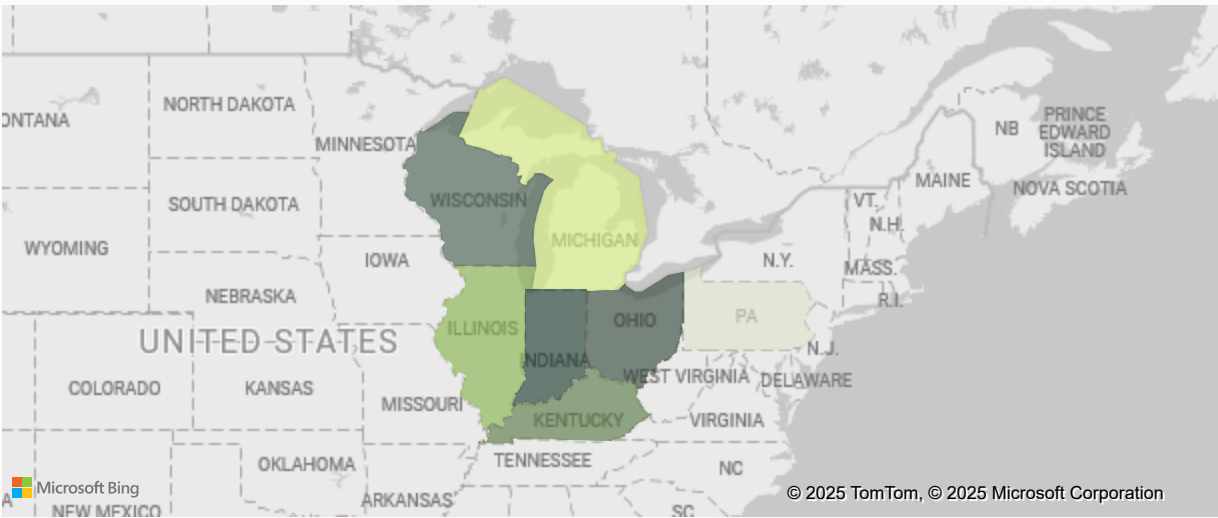 NORTH DAKOTA
ONTANA
MINNESOTA
PRINCE
EDWARD
ISLAND
NB
MAINE
NOVA SCOTIA
SOUTH DAKOTA
WISCONSIN
VT.
N.H.
WYOMING
MICHIGAN
IOWA
N.Y.
MASS.
NEBRASKA
R.I.
ILLINOIS
OHIO
PA
UNITED STATES
N.J.
INDIANA
COLORADO
KANSAS
WEST VIRGINIA
DELAWARE
MISSOURI
KENTUCKY
VIRGINIA
OKLAHOMA
TENNESSEE
NC
Microsoft Bing
A
ARKANSAS
NEW MEXICO
SC
© 2025 TomTom, © 2025 Microsoft Corporation